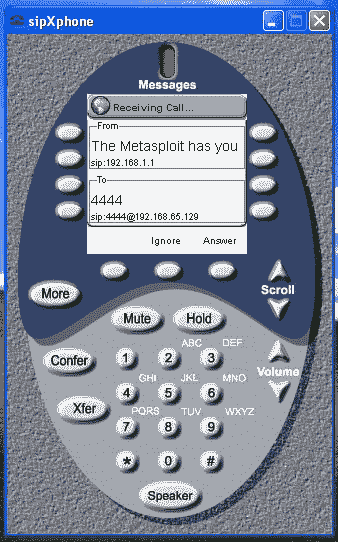 sipXphone
Messages
Receiving Call...
From
The Metasploit has you
sip:192.168.1.1
To
4444
sip:4444@192.168.65.129
Ignore Answer
More
Scroll
Mute Hold
ABC DEF
Confer 1 2 3
Volume
GHI JKL MNO
4 5 6
Xfer
PQRS TUV WXYZ
7 8 9
* 0 #
Speaker